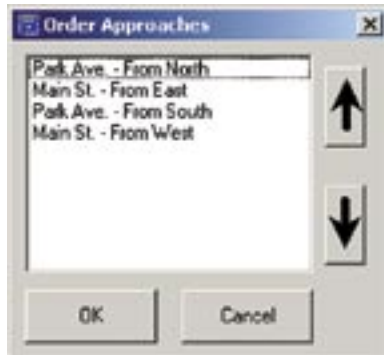 Order Approaches
Park Ave. - From North
Main St. - From East
Park Ave. - From South
Main St. - From West
OK
Cancel